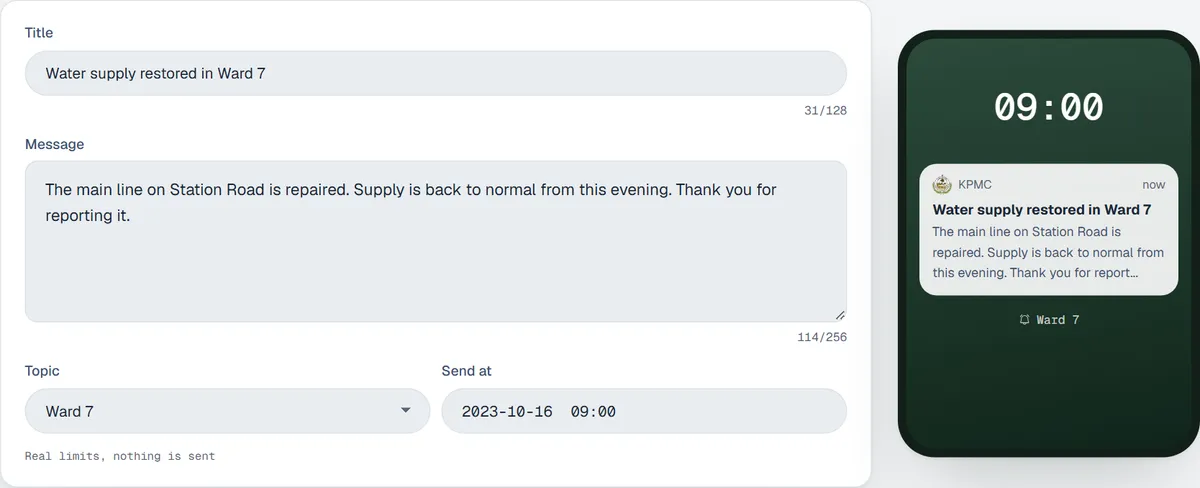 Title
Water supply restored in Ward 7
31/128
Message
The main line on Station Road is repaired. Supply is back to normal from this evening. Thank you for
reporting it.
114/256
Topic
Send at
Ward 7
2023-10-16 09:00
Real limits, nothing is sent
09:00
KPMC
now
Water supply restored in Ward 7
The main line on Station Road is
repaired. Supply is back to normal from
this evening. Thank you for report…
Ward 7